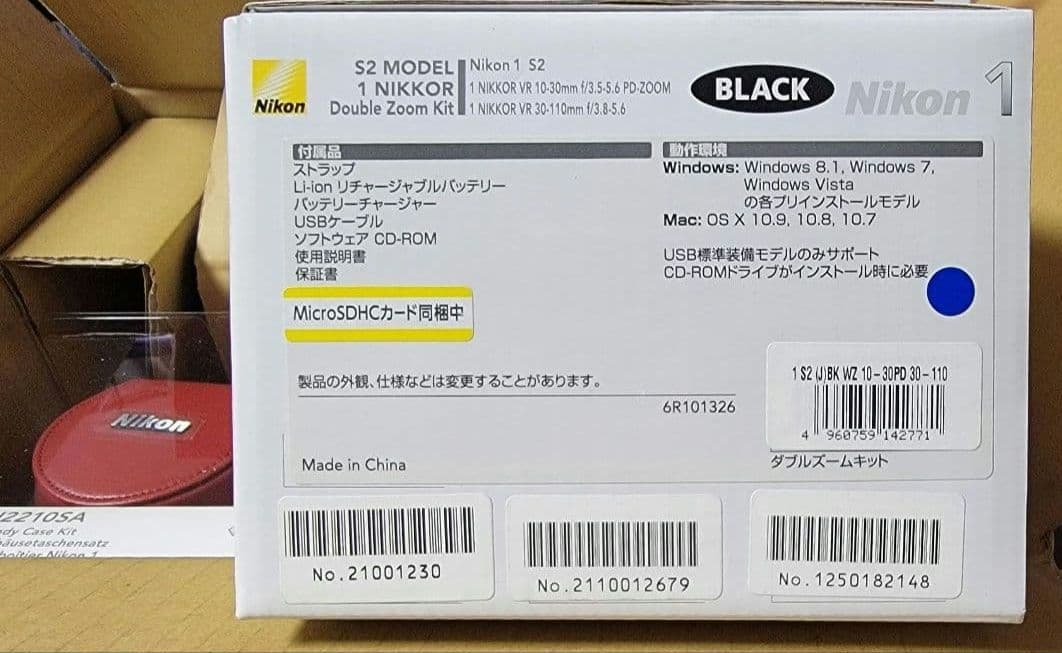 Nikon
S2 MODEL
1 NIKKOR
Double Zoom Kit
Nikon 1 S2
1 NIKKOR VR 10-30mm f/3.5-5.6 PD-ZOOM
1 NIKKOR VR 30-110mm f/3.8-5.6
BLACK
Nikon 1
付属品
ストラップ
Li-ion リチャージャブルバッテリー
バッテリーチャージャー
USBケーブル
ソフトウェア CD-ROM
使用説明書
保証書
MicroSDHCカード同梱中
動作環境
Windows: Windows 8.1, Windows 7,
Windows Vista
の各プリインストールモデル
Mac: OS X 10.9, 10.8, 10.7
USB標準装備モデルのみサポート
CD-ROMドライブがインストール時に必要
製品の外観、仕様などは変更することがあります。
6R101326
Made in China
1 S2 (J)BK WZ 10-30PD 30-110
4 960759 142771
ダブルズームキット
No.21001230
No.2110012679
No.1250182148
Nikon
2210SA
Case Kit
Nikon 1